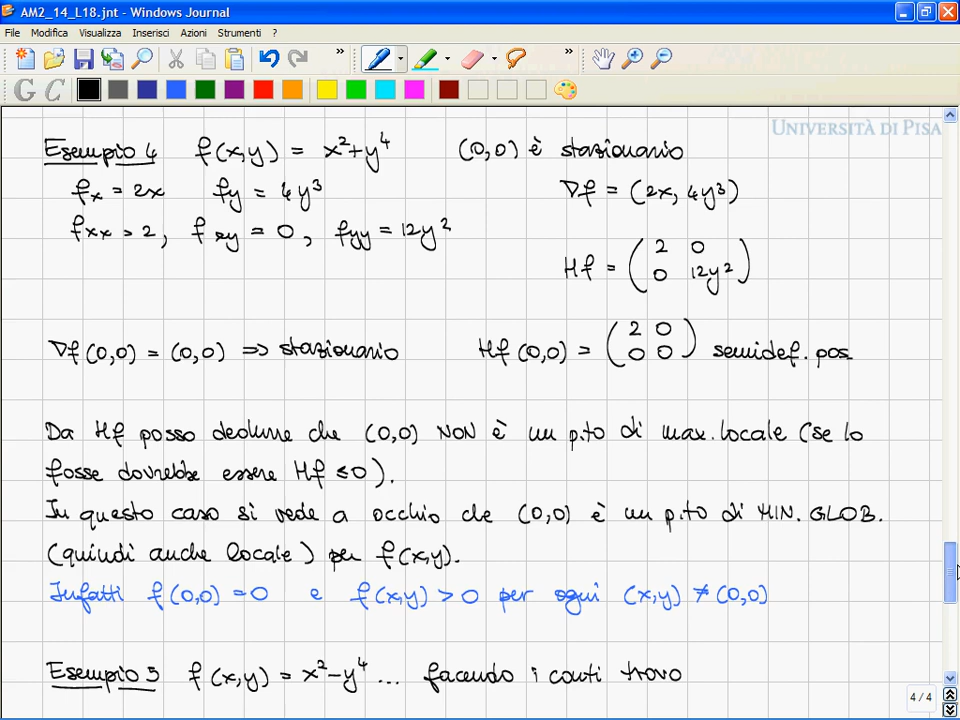 AM2_14_L18.jnt - Windows Journal
File Modifica Visualizza Inserisci Azioni Strumenti ?
G C
UNIVERSITÀ DI PISA
Esempio 4 f(x,y) = x²+y⁴ (0,0) è stazionario
fx = 2x fy = 4y³ ∇f = (2x, 4y³)
fxx = 2, fxy = 0, fyy = 12y²
Hf = (2 0
0 12y²)
∇f(0,0) = (0,0) ⇒ stazionario Hf(0,0) = (2 0
0 0) semidef. pos.
Da Hf posso dedurre che (0,0) NON è un p.to di max. locale (se lo
fosse dovrebbe essere Hf ≤ 0).
In questo caso si vede a occhio che (0,0) è un p.to di MIN. GLOB.
(quindi anche locale) per f(x,y).
Infatti f(0,0) = 0 e f(x,y) > 0 per ogni (x,y) ≠ (0,0)
Esempio 5 f(x,y) = x²-y⁴ ... facendo i conti trovo
4 / 4